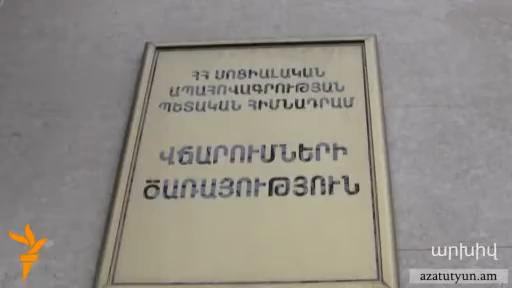 ՀՀ ՍՈՑԻԱԼԱԿԱՆ
ԱՊԱՀՈՎԱԳՐՈՒԹՅԱՆ
ՊԵՏԱԿԱՆ ՀԻՄՆԱԴՐԱՄ
ՎՃԱՐՈՒՄՆԵՐԻ
ԾԱՌԱՅՈՒԹՅՈՒՆ
արխիվ
azatutyun.am